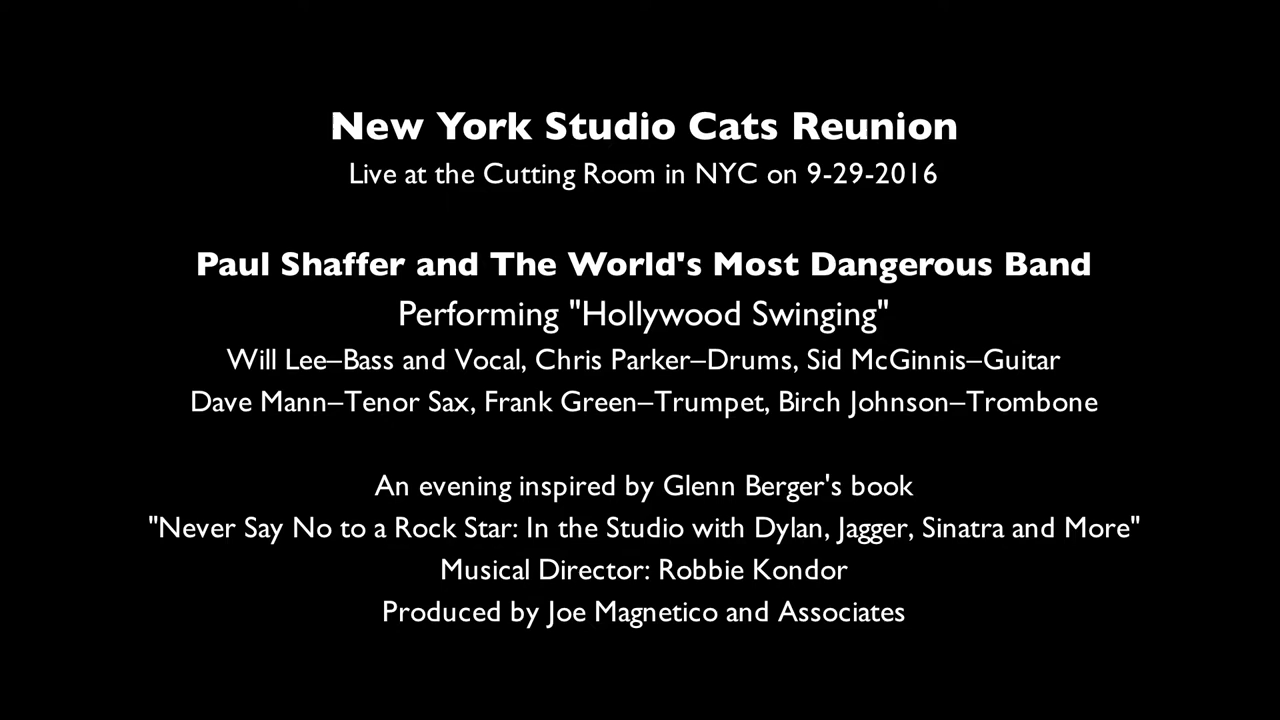 New York Studio Cats Reunion
Live at the Cutting Room in NYC on 9-29-2016
Paul Shaffer and The World's Most Dangerous Band
Performing "Hollywood Swinging"
Will Lee–Bass and Vocal, Chris Parker–Drums, Sid McGinnis–Guitar
Dave Mann–Tenor Sax, Frank Green–Trumpet, Birch Johnson–Trombone
An evening inspired by Glenn Berger's book
"Never Say No to a Rock Star: In the Studio with Dylan, Jagger, Sinatra and More"
Musical Director: Robbie Kondor
Produced by Joe Magnetico and Associates